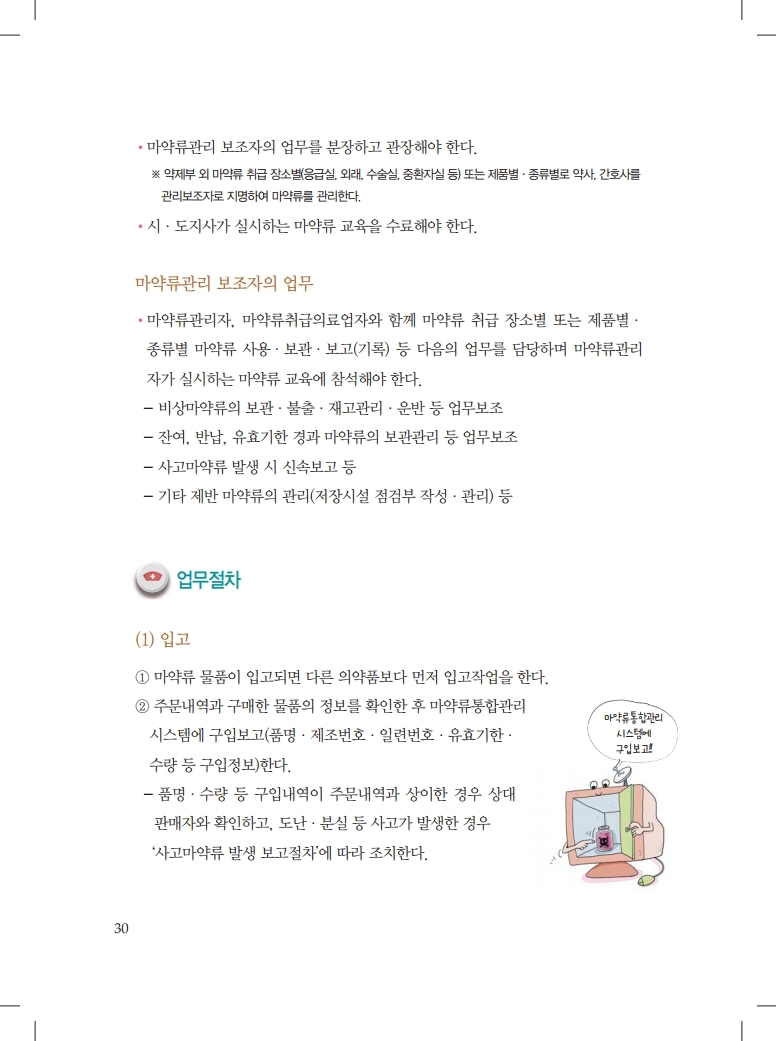 • 마약류관리 보조자의 업무를 분장하고 관장해야 한다.
※ 약제부 외 마약류 취급 장소별(응급실, 외래, 수술실, 중환자실 등) 또는 제품별 · 종류별로 약사, 간호사를
관리보조자로 지명하여 마약류를 관리한다.
• 시 · 도지사가 실시하는 마약류 교육을 수료해야 한다.
마약류관리 보조자의 업무
• 마약류관리자, 마약류취급의료업자와 함께 마약류 취급 장소별 또는 제품별 ·
종류별 마약류 사용 · 보관 · 보고(기록) 등 다음의 업무를 담당하며 마약류관리
자가 실시하는 마약류 교육에 참석해야 한다.
– 비상마약류의 보관 · 불출 · 재고관리 · 운반 등 업무보조
– 잔여, 반납, 유효기한 경과 마약류의 보관관리 등 업무보조
– 사고마약류 발생 시 신속보고 등
– 기타 제반 마약류의 관리(저장시설 점검부 작성 · 관리) 등
업무절차
(1) 입고
① 마약류 물품이 입고되면 다른 의약품보다 먼저 입고작업을 한다.
② 주문내역과 구매한 물품의 정보를 확인한 후 마약류통합관리
시스템에 구입보고(품명 · 제조번호 · 일련번호 · 유효기한 ·
수량 등 구입정보)한다.
– 품명 · 수량 등 구입내역이 주문내역과 상이한 경우 상대
판매자와 확인하고, 도난 · 분실 등 사고가 발생한 경우
‘사고마약류 발생 보고절차’에 따라 조치한다.
마약류통합관리
시스템에
구입보고!!
30